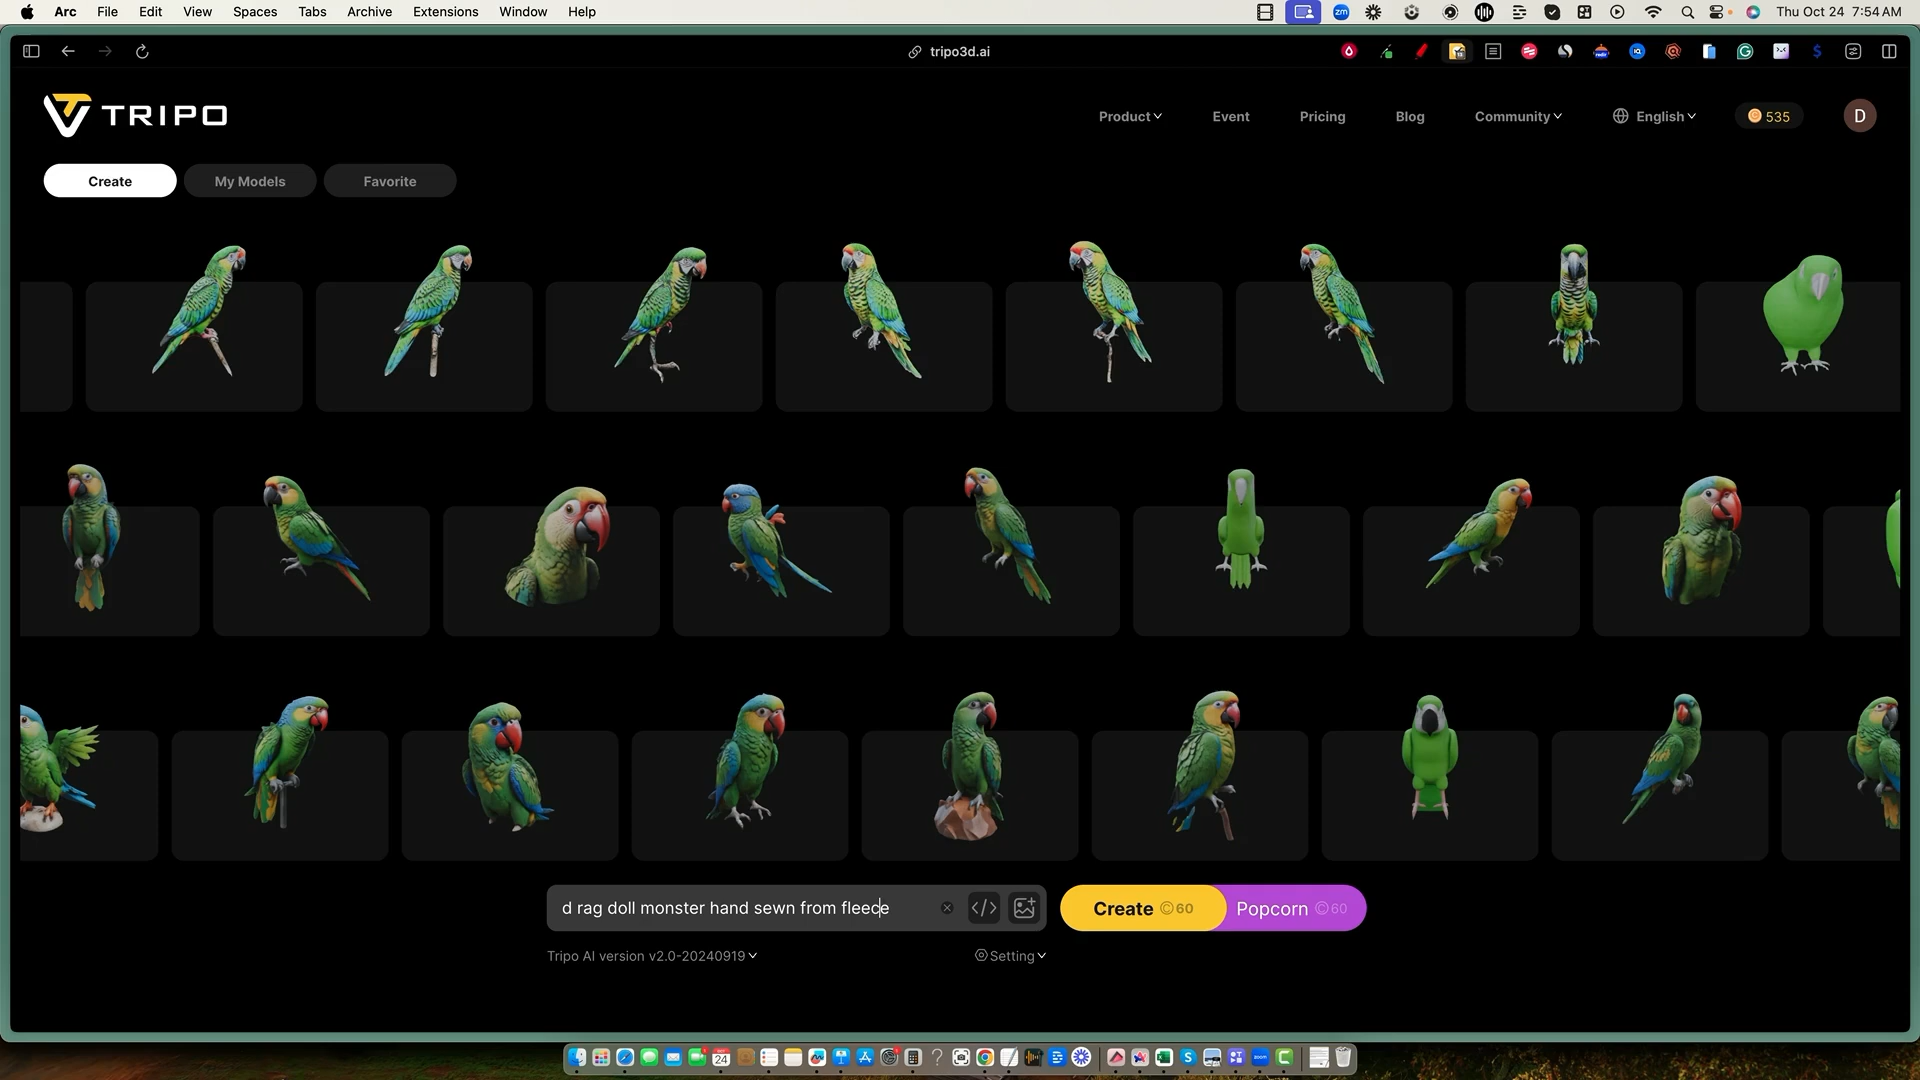 Arc File Edit View Spaces Tabs Archive Extensions Window Help zm Thu Oct 24 7:54 AM
tripo3d.ai
TRIPO Product Event Pricing Blog Community English 535 D
Create My Models Favorite
d rag doll monster hand sewn from fleece </> Create 60 Popcorn 60
Tripo AI version v2.0-20240919 Setting
24